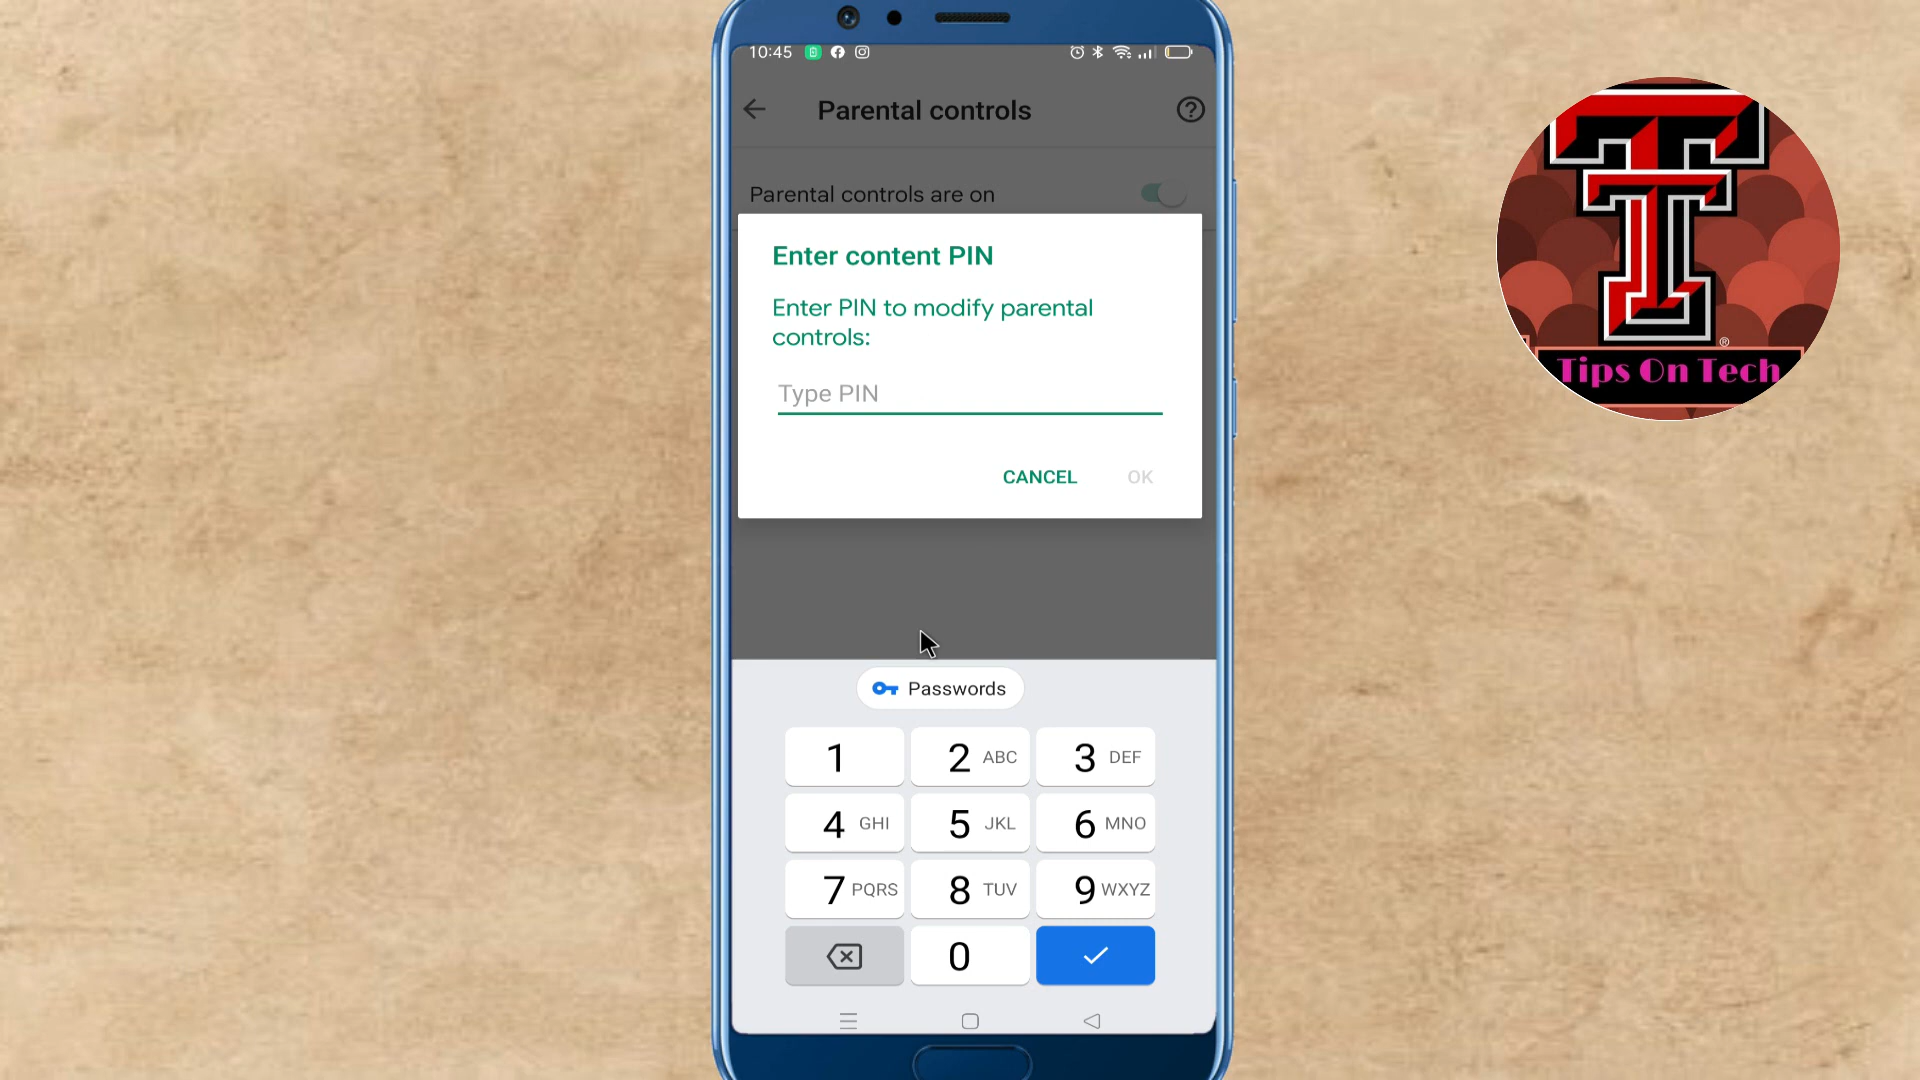 10:45
Parental controls
Parental controls are on
Enter content PIN
Enter PIN to modify parental
controls:
Type PIN
CANCEL OK
Passwords
1 2 ABC 3 DEF
4 GHI 5 JKL 6 MNO
7 PQRS 8 TUV 9 WXYZ
0
T
®
Tips On Tech